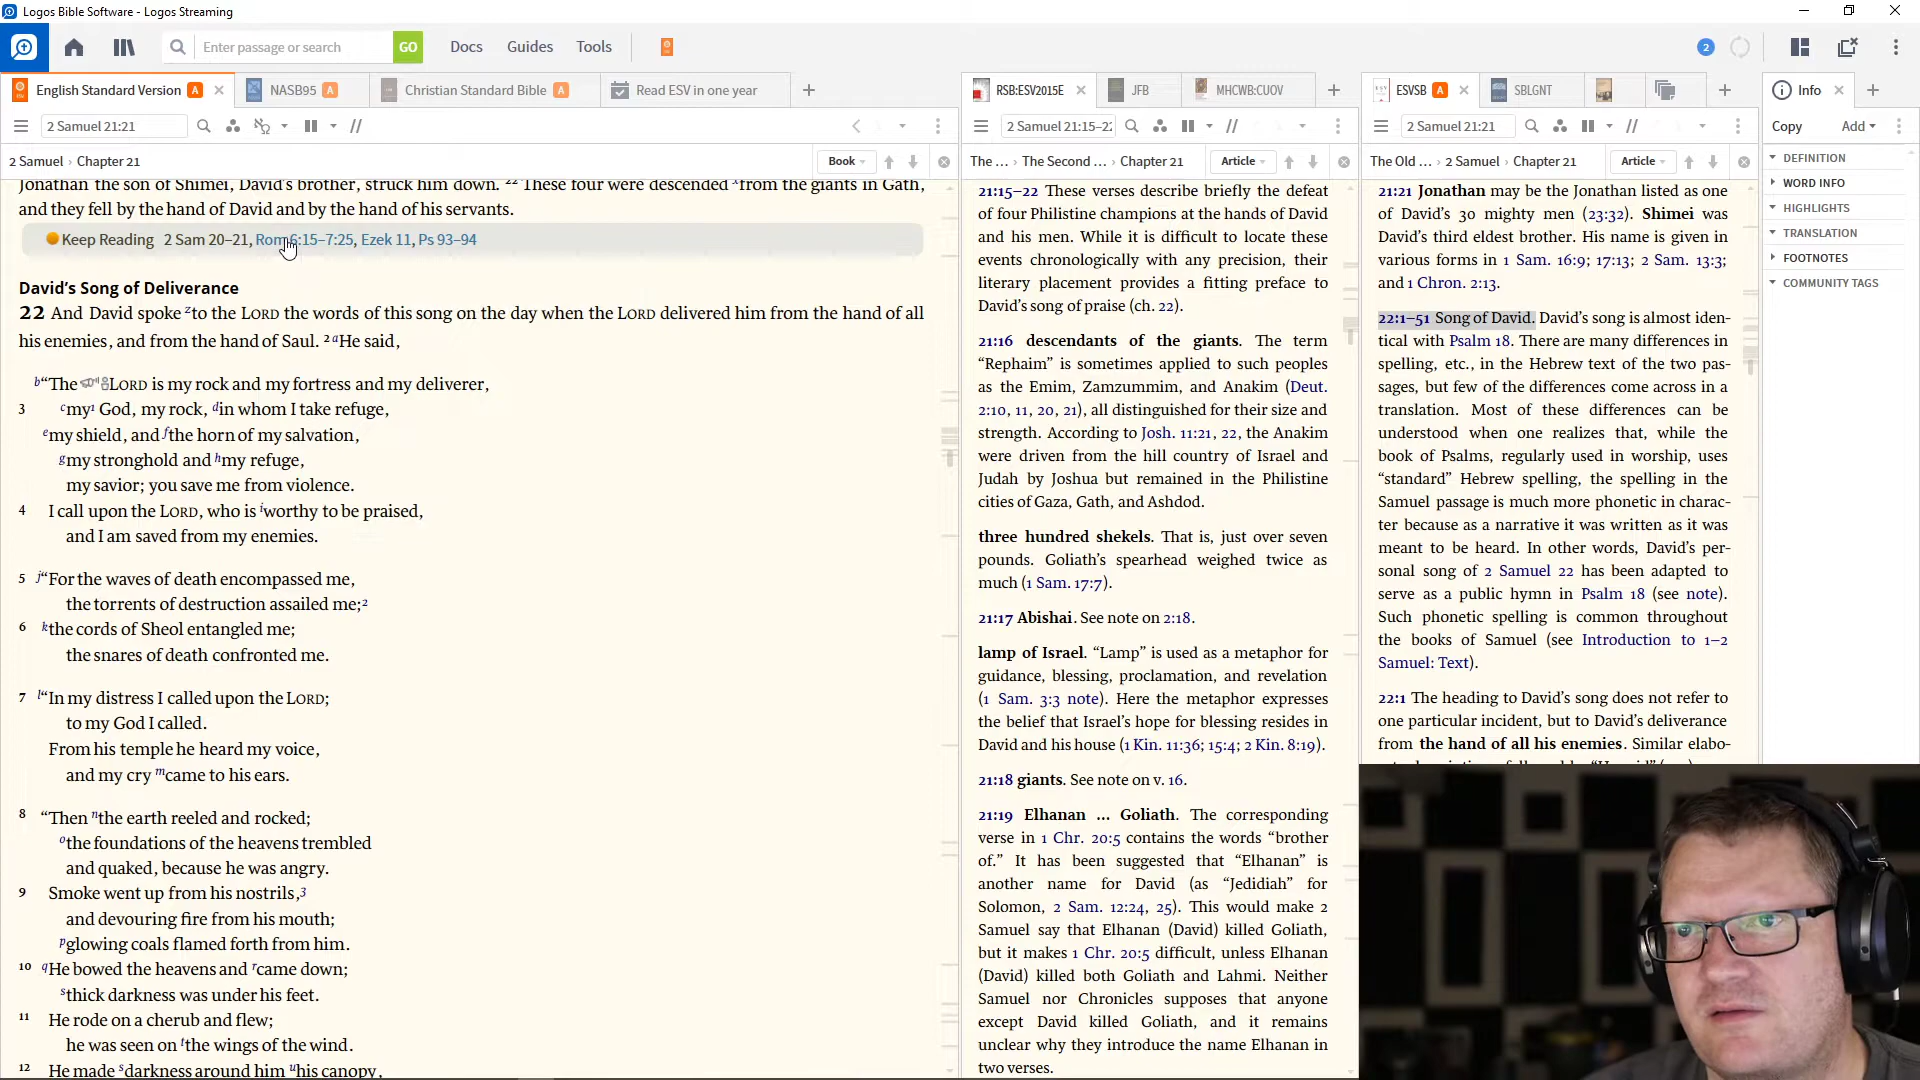 Logos Bible Software - Logos Streaming
Enter passage or search
GO
Docs
Guides
Tools
2
English Standard Version A
NASB95 A
Christian Standard Bible A
Read ESV in one year
2 Samuel 21:21
2 Samuel › Chapter 21
Book
Jonathan the son of Shimei, David's brother, struck him down. 22 These four were descended x from the giants in Gath,
and they fell by the hand of David and by the hand of his servants.
Keep Reading 2 Sam 20–21, Rom 6:15–7:25, Ezek 11, Ps 93–94
David's Song of Deliverance
22 And David spoke z to the LORD the words of this song on the day when the LORD delivered him from the hand of all
his enemies, and from the hand of Saul. 2 a He said,
b “The LORD is my rock and my fortress and my deliverer,
3 c my 1 God, my rock, d in whom I take refuge,
e my shield, and f the horn of my salvation,
g my stronghold and h my refuge,
my savior; you save me from violence.
4 I call upon the LORD, who is i worthy to be praised,
and I am saved from my enemies.
5 j “For the waves of death encompassed me,
the torrents of destruction assailed me; 2
6 k the cords of Sheol entangled me;
the snares of death confronted me.
7 l “In my distress I called upon the LORD;
to my God I called.
From his temple he heard my voice,
and my cry m came to his ears.
8 “Then n the earth reeled and rocked;
o the foundations of the heavens trembled
and quaked, because he was angry.
9 Smoke went up from his nostrils, 3
and devouring fire from his mouth;
p glowing coals flamed forth from him.
10 q He bowed the heavens and r came down;
s thick darkness was under his feet.
11 He rode on a cherub and flew;
he was seen on t the wings of the wind.
12 He made s darkness around him u his canopy,
RSB:ESV2015E
JFB
MHCWB:CUOV
2 Samuel 21:15–22
The ... › The Second ... › Chapter 21
Article
21:15–22 These verses describe briefly the defeat
of four Philistine champions at the hands of David
and his men. While it is difficult to locate these
events chronologically with any precision, their
literary placement provides a fitting preface to
David's song of praise (ch. 22).
21:16 descendants of the giants. The term
“Rephaim” is sometimes applied to such peoples
as the Emim, Zamzummim, and Anakim (Deut.
2:10, 11, 20, 21), all distinguished for their size and
strength. According to Josh. 11:21, 22, the Anakim
were driven from the hill country of Israel and
Judah by Joshua but remained in the Philistine
cities of Gaza, Gath, and Ashdod.
three hundred shekels. That is, just over seven
pounds. Goliath's spearhead weighed twice as
much (1 Sam. 17:7).
21:17 Abishai. See note on 2:18.
lamp of Israel. “Lamp” is used as a metaphor for
guidance, blessing, proclamation, and revelation
(1 Sam. 3:3 note). Here the metaphor expresses
the belief that Israel's hope for blessing resides in
David and his house (1 Kin. 11:36; 15:4; 2 Kin. 8:19).
21:18 giants. See note on v. 16.
21:19 Elhanan ... Goliath. The corresponding
verse in 1 Chr. 20:5 contains the words “brother
of.” It has been suggested that “Elhanan” is
another name for David (as “Jedidiah” for
Solomon, 2 Sam. 12:24, 25). This would make 2
Samuel say that Elhanan (David) killed Goliath,
but it makes 1 Chr. 20:5 difficult, unless Elhanan
(David) killed both Goliath and Lahmi. Neither
Samuel nor Chronicles supposes that anyone
except David killed Goliath, and it remains
unclear why they introduce the name Elhanan in
two verses.
ESVSB A
SBLGNT
2 Samuel 21:21
The Old ... › 2 Samuel › Chapter 21
Article
21:21 Jonathan may be the Jonathan listed as one
of David's 30 mighty men (23:32). Shimei was
David's third eldest brother. His name is given in
various forms in 1 Sam. 16:9; 17:13; 2 Sam. 13:3;
and 1 Chron. 2:13.
22:1–51 Song of David. David's song is almost iden-
tical with Psalm 18. There are many differences in
spelling, etc., in the Hebrew text of the two pas-
sages, but few of the differences come across in a
translation. Most of these differences can be
understood when one realizes that, while the
book of Psalms, regularly used in worship, uses
“standard” Hebrew spelling, the spelling in the
Samuel passage is much more phonetic in charac-
ter because as a narrative it was written as it was
meant to be heard. In other words, David's per-
sonal song of 2 Samuel 22 has been adapted to
serve as a public hymn in Psalm 18 (see note).
Such phonetic spelling is common throughout
the books of Samuel (see Introduction to 1–2
Samuel: Text).
22:1 The heading to David's song does not refer to
one particular incident, but to David's deliverance
from the hand of all his enemies. Similar elabo-
Info
Copy
Add
DEFINITION
WORD INFO
HIGHLIGHTS
TRANSLATION
FOOTNOTES
COMMUNITY TAGS